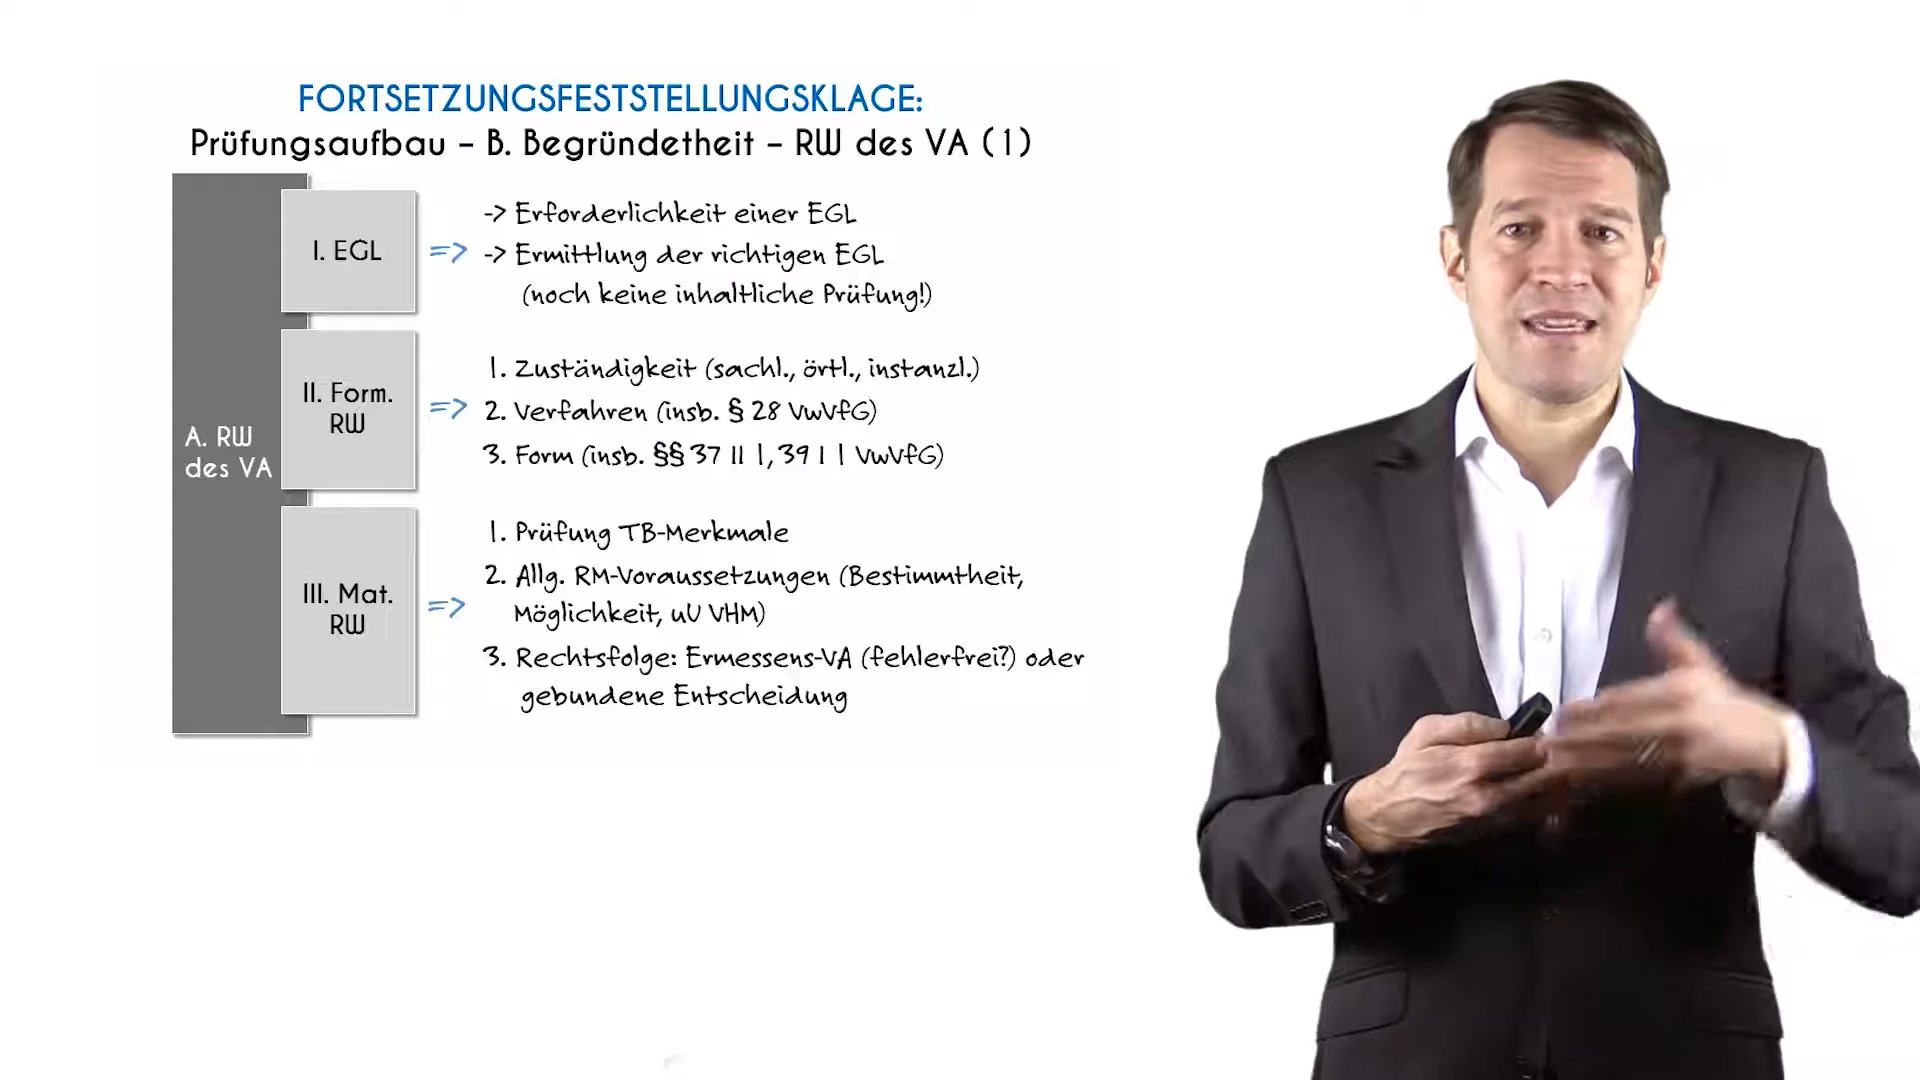 FORTSETZUNGSFESTSTELLUNGSKLAGE:
Prüfungsaufbau – B. Begründetheit – RW des VA (1)
A. RW
des VA
I. EGL
=>
-> Erforderlichkeit einer EGL
-> Ermittlung der richtigen EGL
(noch keine inhaltliche Prüfung!)
II. Form.
RW
=>
1. Zuständigkeit (sachl., örtl., instanzl.)
2. Verfahren (insb. § 28 VwVfG)
3. Form (insb. §§ 37 II 1, 39 I 1 VwVfG)
III. Mat.
RW
=>
1. Prüfung TB-Merkmale
2. Allg. RM-Voraussetzungen (Bestimmtheit,
Möglichkeit, uU VHM)
3. Rechtsfolge: Ermessens-VA (fehlerfrei?) oder
gebundene Entscheidung